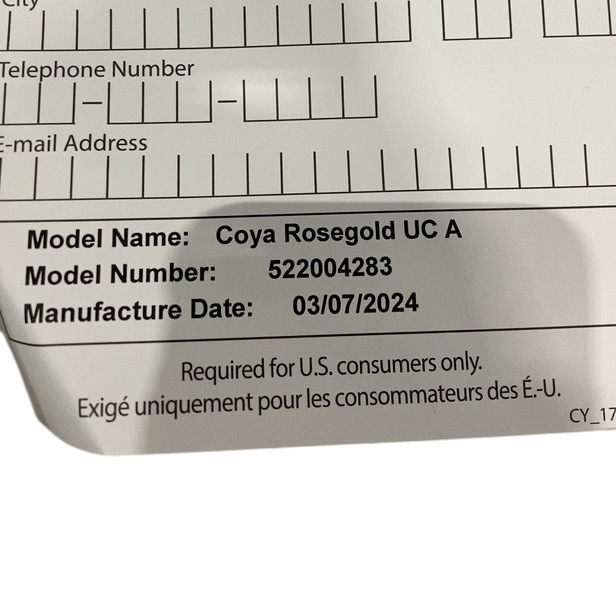 City
Telephone Number
E-mail Address
Model Name: Coya Rosegold UC A
Model Number: 522004283
Manufacture Date: 03/07/2024
Required for U.S. consumers only.
Exigé uniquement pour les consommateurs des É.-U.
CY_17